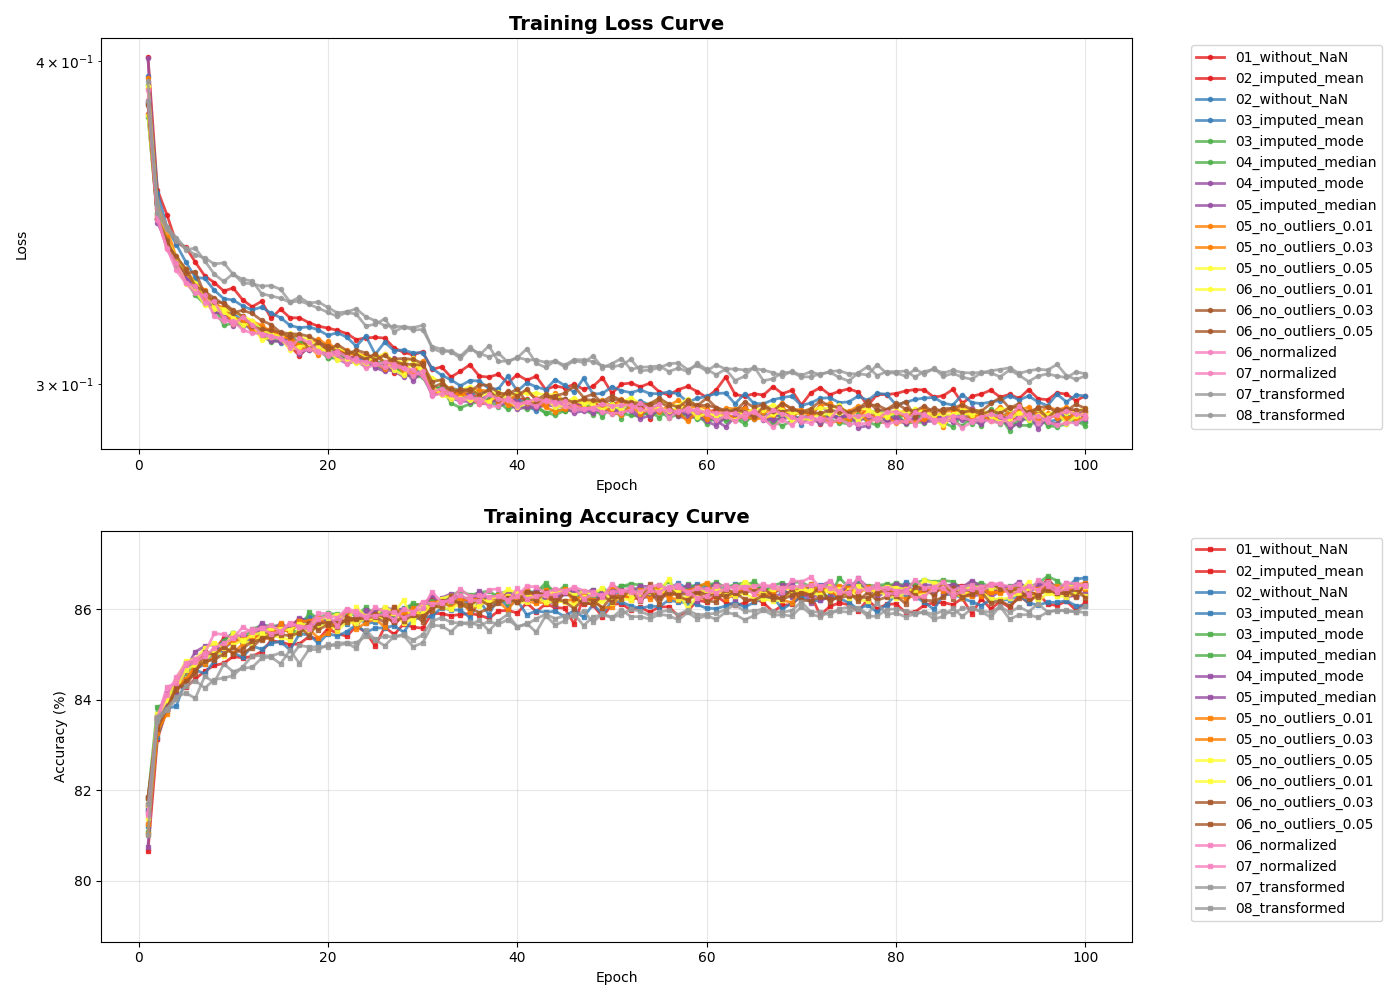 Training Loss Curve
4 × 10⁻¹
3 × 10⁻¹
Loss
0 20 40 60 80 100
Epoch
01_without_NaN
02_imputed_mean
02_without_NaN
03_imputed_mean
03_imputed_mode
04_imputed_median
04_imputed_mode
05_imputed_median
05_no_outliers_0.01
05_no_outliers_0.03
05_no_outliers_0.05
06_no_outliers_0.01
06_no_outliers_0.03
06_no_outliers_0.05
06_normalized
07_normalized
07_transformed
08_transformed
Training Accuracy Curve
86
84
82
80
Accuracy (%)
0 20 40 60 80 100
Epoch
01_without_NaN
02_imputed_mean
02_without_NaN
03_imputed_mean
03_imputed_mode
04_imputed_median
04_imputed_mode
05_imputed_median
05_no_outliers_0.01
05_no_outliers_0.03
05_no_outliers_0.05
06_no_outliers_0.01
06_no_outliers_0.03
06_no_outliers_0.05
06_normalized
07_normalized
07_transformed
08_transformed